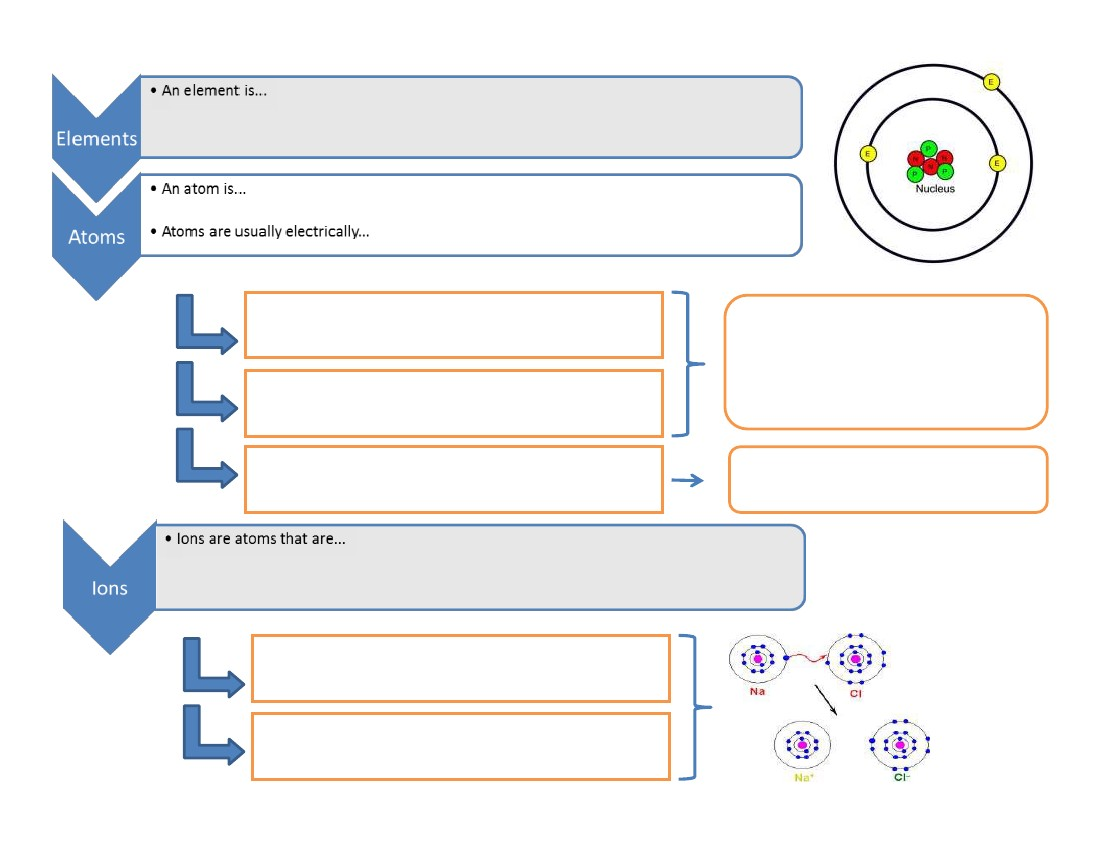 Elements
• An element is...
Atoms
• An atom is...
• Atoms are usually electrically...
E
E
E
P
N
N
N
P
P
Nucleus
Ions
• Ions are atoms that are...
Na
Cl
Na⁺
Cl⁻